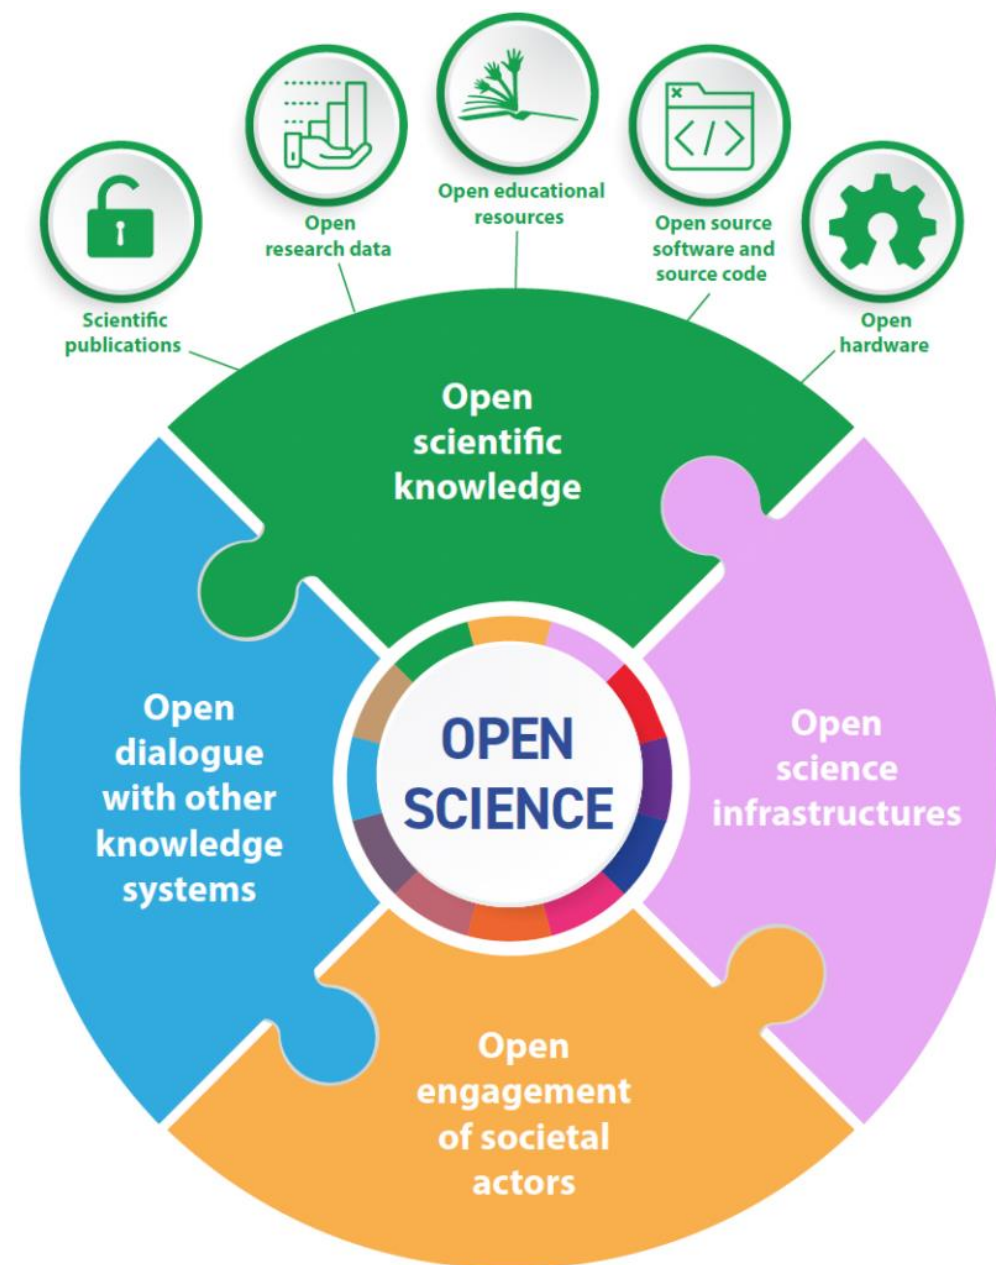 Scientific
publications
Open
research data
Open educational
resources
Open source
software and
source code
</>
Open
hardware
Open
scientific
knowledge
Open
dialogue
with other
knowledge
systems
OPEN
SCIENCE
Open
science
infrastructures
Open
engagement
of societal
actors